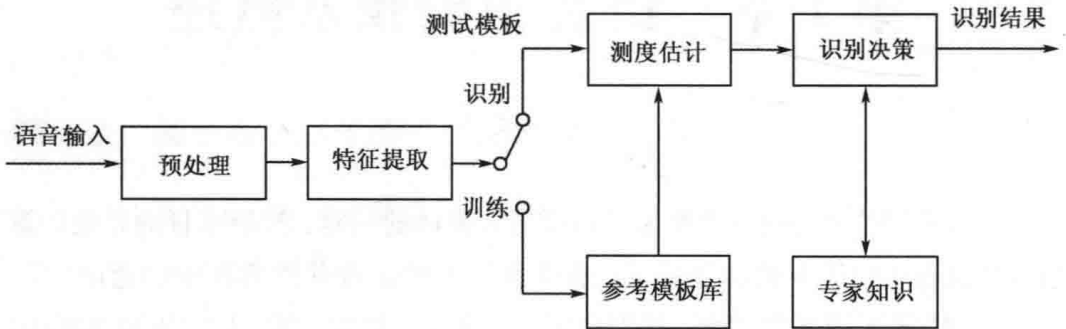 测试模板
识别结果
测度估计
识别决策
识别
语音输入
预处理
特征提取
训练
参考模板库
专家知识